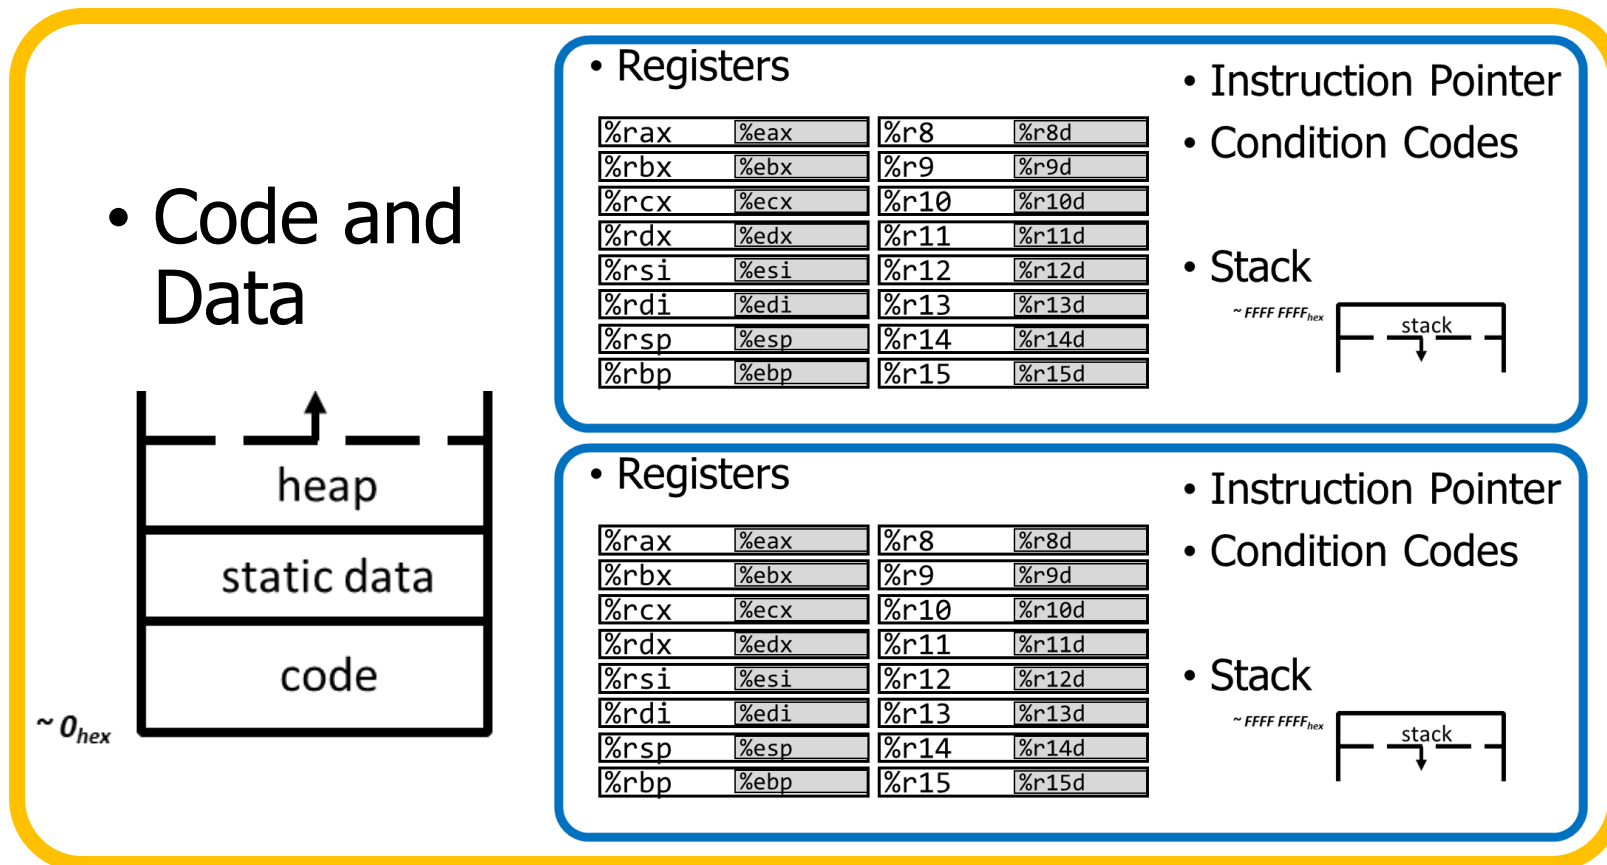 • Code and
Data
heap
static data
code
~ 0hex
• Registers
%rax %eax %r8 %r8d
%rbx %ebx %r9 %r9d
%rcx %ecx %r10 %r10d
%rdx %edx %r11 %r11d
%rsi %esi %r12 %r12d
%rdi %edi %r13 %r13d
%rsp %esp %r14 %r14d
%rbp %ebp %r15 %r15d
• Instruction Pointer
• Condition Codes
• Stack
~ FFFF FFFFhex
stack
• Registers
%rax %eax %r8 %r8d
%rbx %ebx %r9 %r9d
%rcx %ecx %r10 %r10d
%rdx %edx %r11 %r11d
%rsi %esi %r12 %r12d
%rdi %edi %r13 %r13d
%rsp %esp %r14 %r14d
%rbp %ebp %r15 %r15d
• Instruction Pointer
• Condition Codes
• Stack
~ FFFF FFFFhex
stack